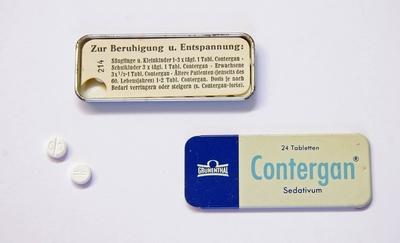 Zur Beruhigung u. Entspannung:
Säuglinge u. Kleinkinder 1-3 x tägl. 1 Tabl. Contergan -
Schulkinder 3 x tägl. 1 Tabl. Contergan - Erwachsene
3 x ½-1 Tabl. Contergan - Ältere Patienten (jenseits des
60. Lebensjahres) 1-2 Tabl. Contergan. Dosis je nach
Bedarf verringern oder steigern (u. Contergan-forte).
214
24 Tabletten
Contergan®
Sedativum
GRÜNENTHAL